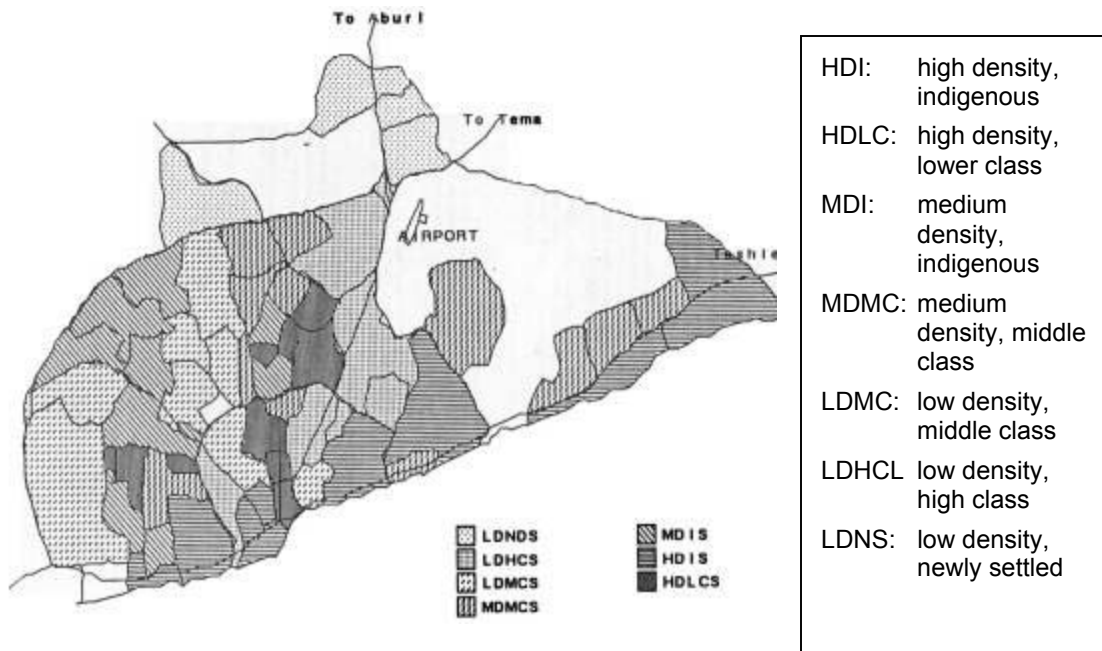 To Aburi
To Tema
AIRPORT
Teshie
LDNDS
LDHCS
LDMCS
MDMCS
MDIS
HDIS
HDLCS
HDI: high density,
indigenous
HDLC: high density,
lower class
MDI: medium
density,
indigenous
MDMC: medium
density, middle
class
LDMC: low density,
middle class
LDHCL low density,
high class
LDNS: low density,
newly settled